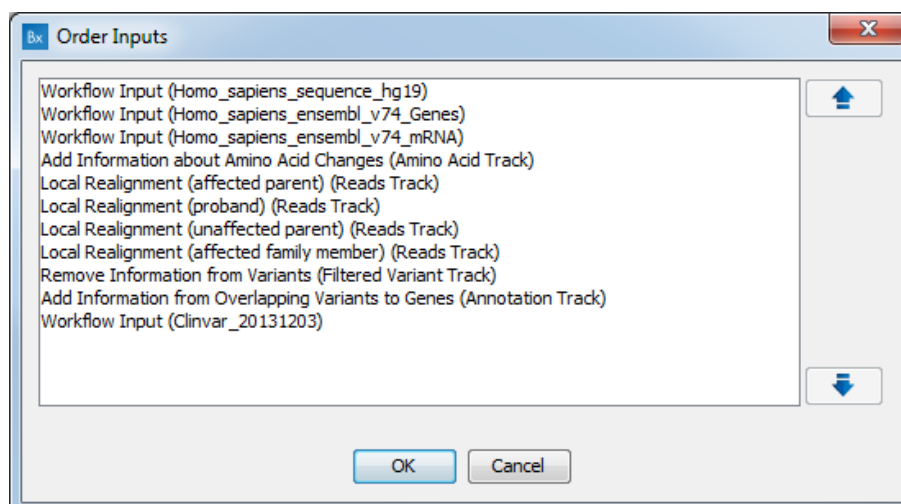 Bx Order Inputs
Workflow Input (Homo_sapiens_sequence_hg19)
Workflow Input (Homo_sapiens_ensembl_v74_Genes)
Workflow Input (Homo_sapiens_ensembl_v74_mRNA)
Add Information about Amino Acid Changes (Amino Acid Track)
Local Realignment (affected parent) (Reads Track)
Local Realignment (proband) (Reads Track)
Local Realignment (unaffected parent) (Reads Track)
Local Realignment (affected family member) (Reads Track)
Remove Information from Variants (Filtered Variant Track)
Add Information from Overlapping Variants to Genes (Annotation Track)
Workflow Input (Clinvar_20131203)
OK Cancel